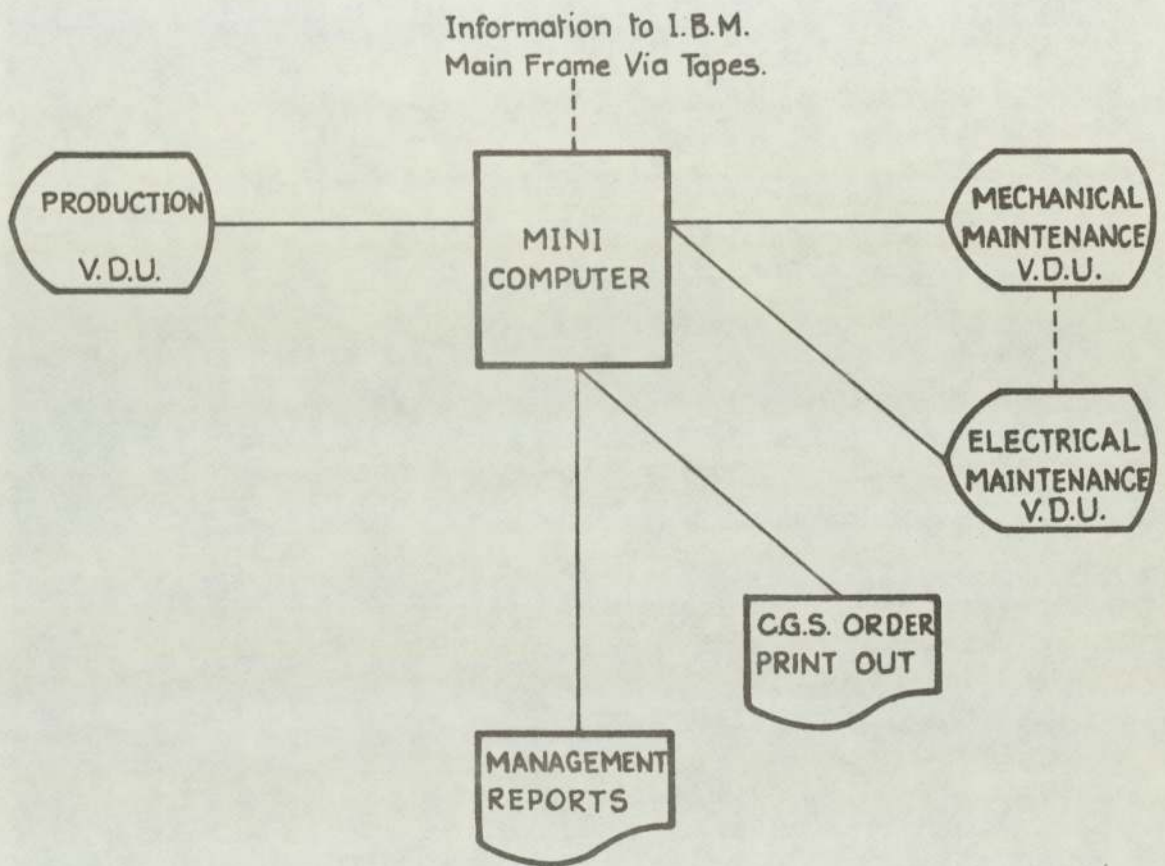 Information to I.B.M.
Main Frame Via Tapes.
PRODUCTION
V.D.U.
MINI
COMPUTER
MECHANICAL
MAINTENANCE
V.D.U.
ELECTRICAL
MAINTENANCE
V.D.U.
C.G.S. ORDER
PRINT OUT
MANAGEMENT
REPORTS